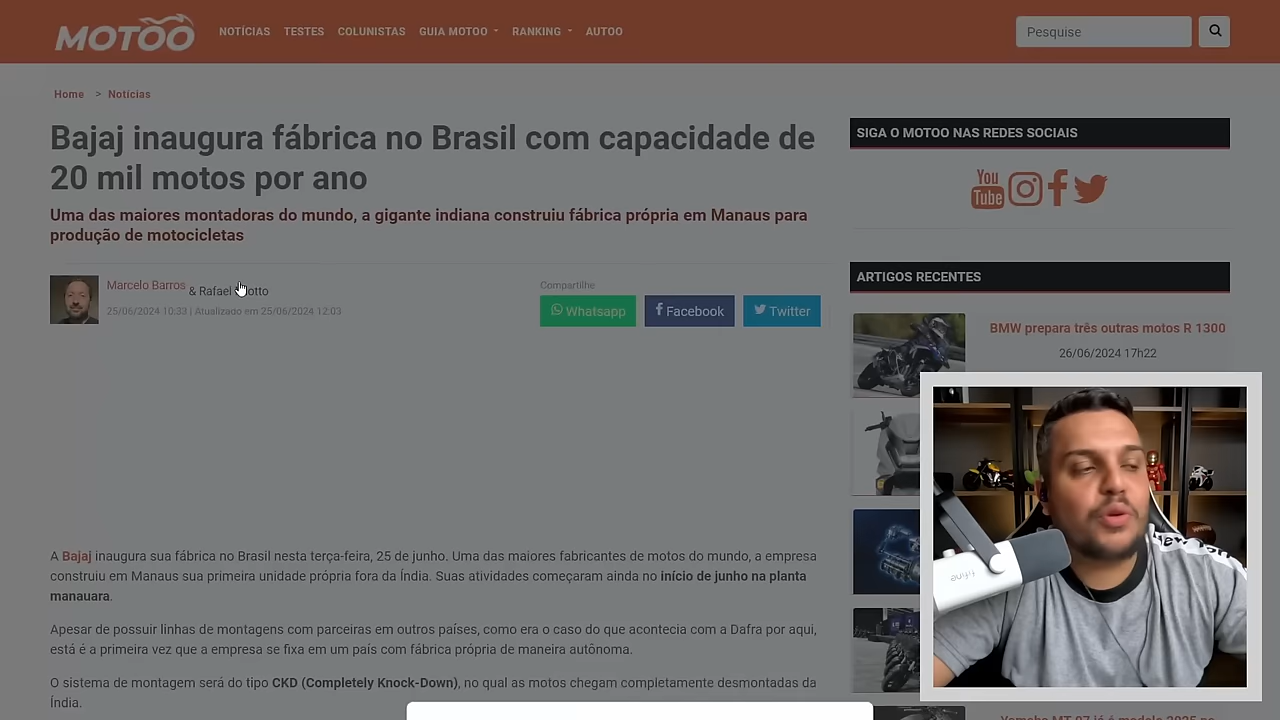 MOTOO
NOTÍCIAS TESTES COLUNISTAS GUIA MOTOO RANKING AUTOO
Pesquise
Home > Notícias
Bajaj inaugura fábrica no Brasil com capacidade de
20 mil motos por ano
Uma das maiores montadoras do mundo, a gigante indiana construiu fábrica própria em Manaus para
produção de motocicletas
Marcelo Barros & Rafael
25/06/2024 10:33 | Atualizado em 25/06/2024 12:03
Compartilhe
Whatsapp Facebook Twitter
A Bajaj inaugura sua fábrica no Brasil nesta terça-feira, 25 de junho. Uma das maiores fabricantes de motos do mundo, a empresa
construiu em Manaus sua primeira unidade própria fora da Índia. Suas atividades começaram ainda no início de junho na planta
manauara.
Apesar de possuir linhas de montagens com parceiras em outros países, como era o caso do que acontecia com a Dafra por aqui,
está é a primeira vez que a empresa se fixa em um país com fábrica própria de maneira autônoma.
O sistema de montagem será do tipo CKD (Completely Knock-Down), no qual as motos chegam completamente desmontadas da
Índia.
SIGA O MOTOO NAS REDES SOCIAIS
You
Tube
ARTIGOS RECENTES
BMW prepara três outras motos R 1300
26/06/2024 17h22
fifine